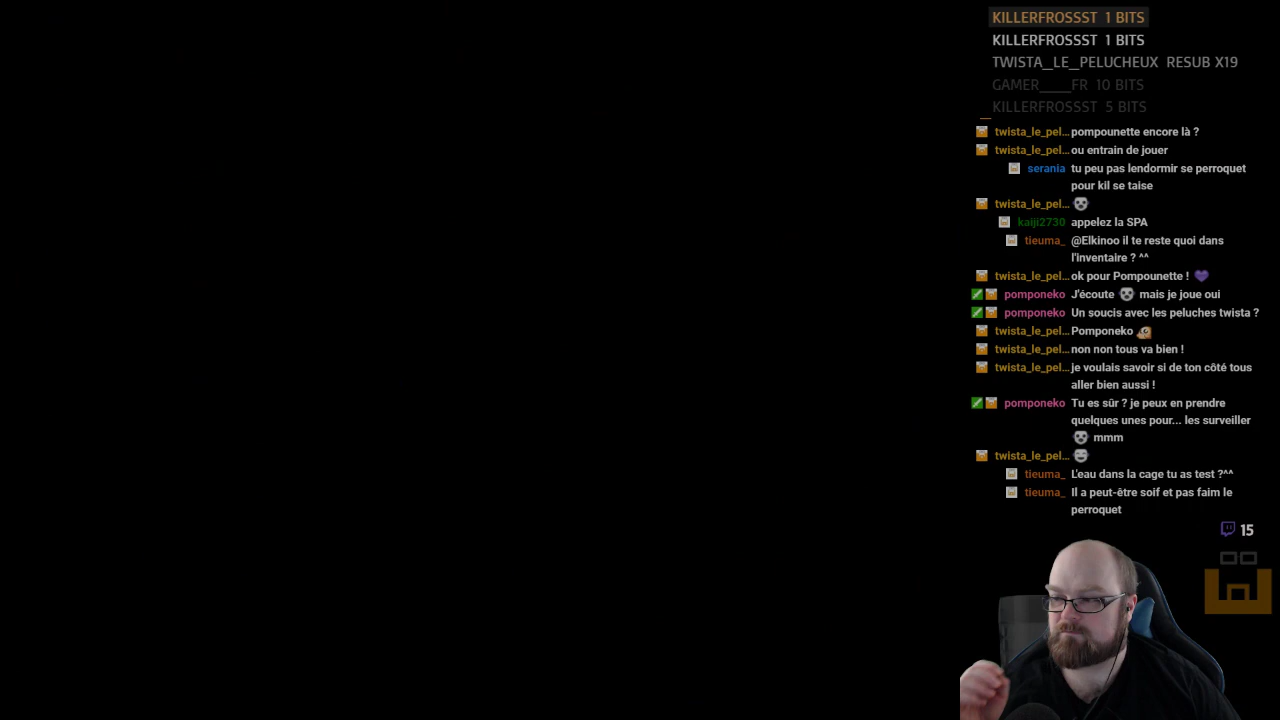 KILLERFROSSST 1 BITS
KILLERFROSSST 1 BITS
TWISTA_LE_PELUCHEUX RESUB X19
GAMER____FR 10 BITS
KILLERFROSSST 5 BITS
twista_le_pel... pompounette encore là ?
twista_le_pel... ou entrain de jouer
serania tu peu pas lendormir se perroquet
pour kil se taise
twista_le_pel...
kaiji2730 appelez la SPA
tieuma_ @Elkinoo il te reste quoi dans
l'inventaire ? ^^
twista_le_pel... ok pour Pompounette !
pomponeko J'écoute mais je joue oui
pomponeko Un soucis avec les peluches twista ?
twista_le_pel... Pomponeko
twista_le_pel... non non tous va bien !
twista_le_pel... je voulais savoir si de ton côté tous
aller bien aussi !
pomponeko Tu es sûr ? je peux en prendre
quelques unes pour... les surveiller
mmm
twista_le_pel...
tieuma_ L'eau dans la cage tu as test ?^^
tieuma_ Il a peut-être soif et pas faim le
perroquet
15